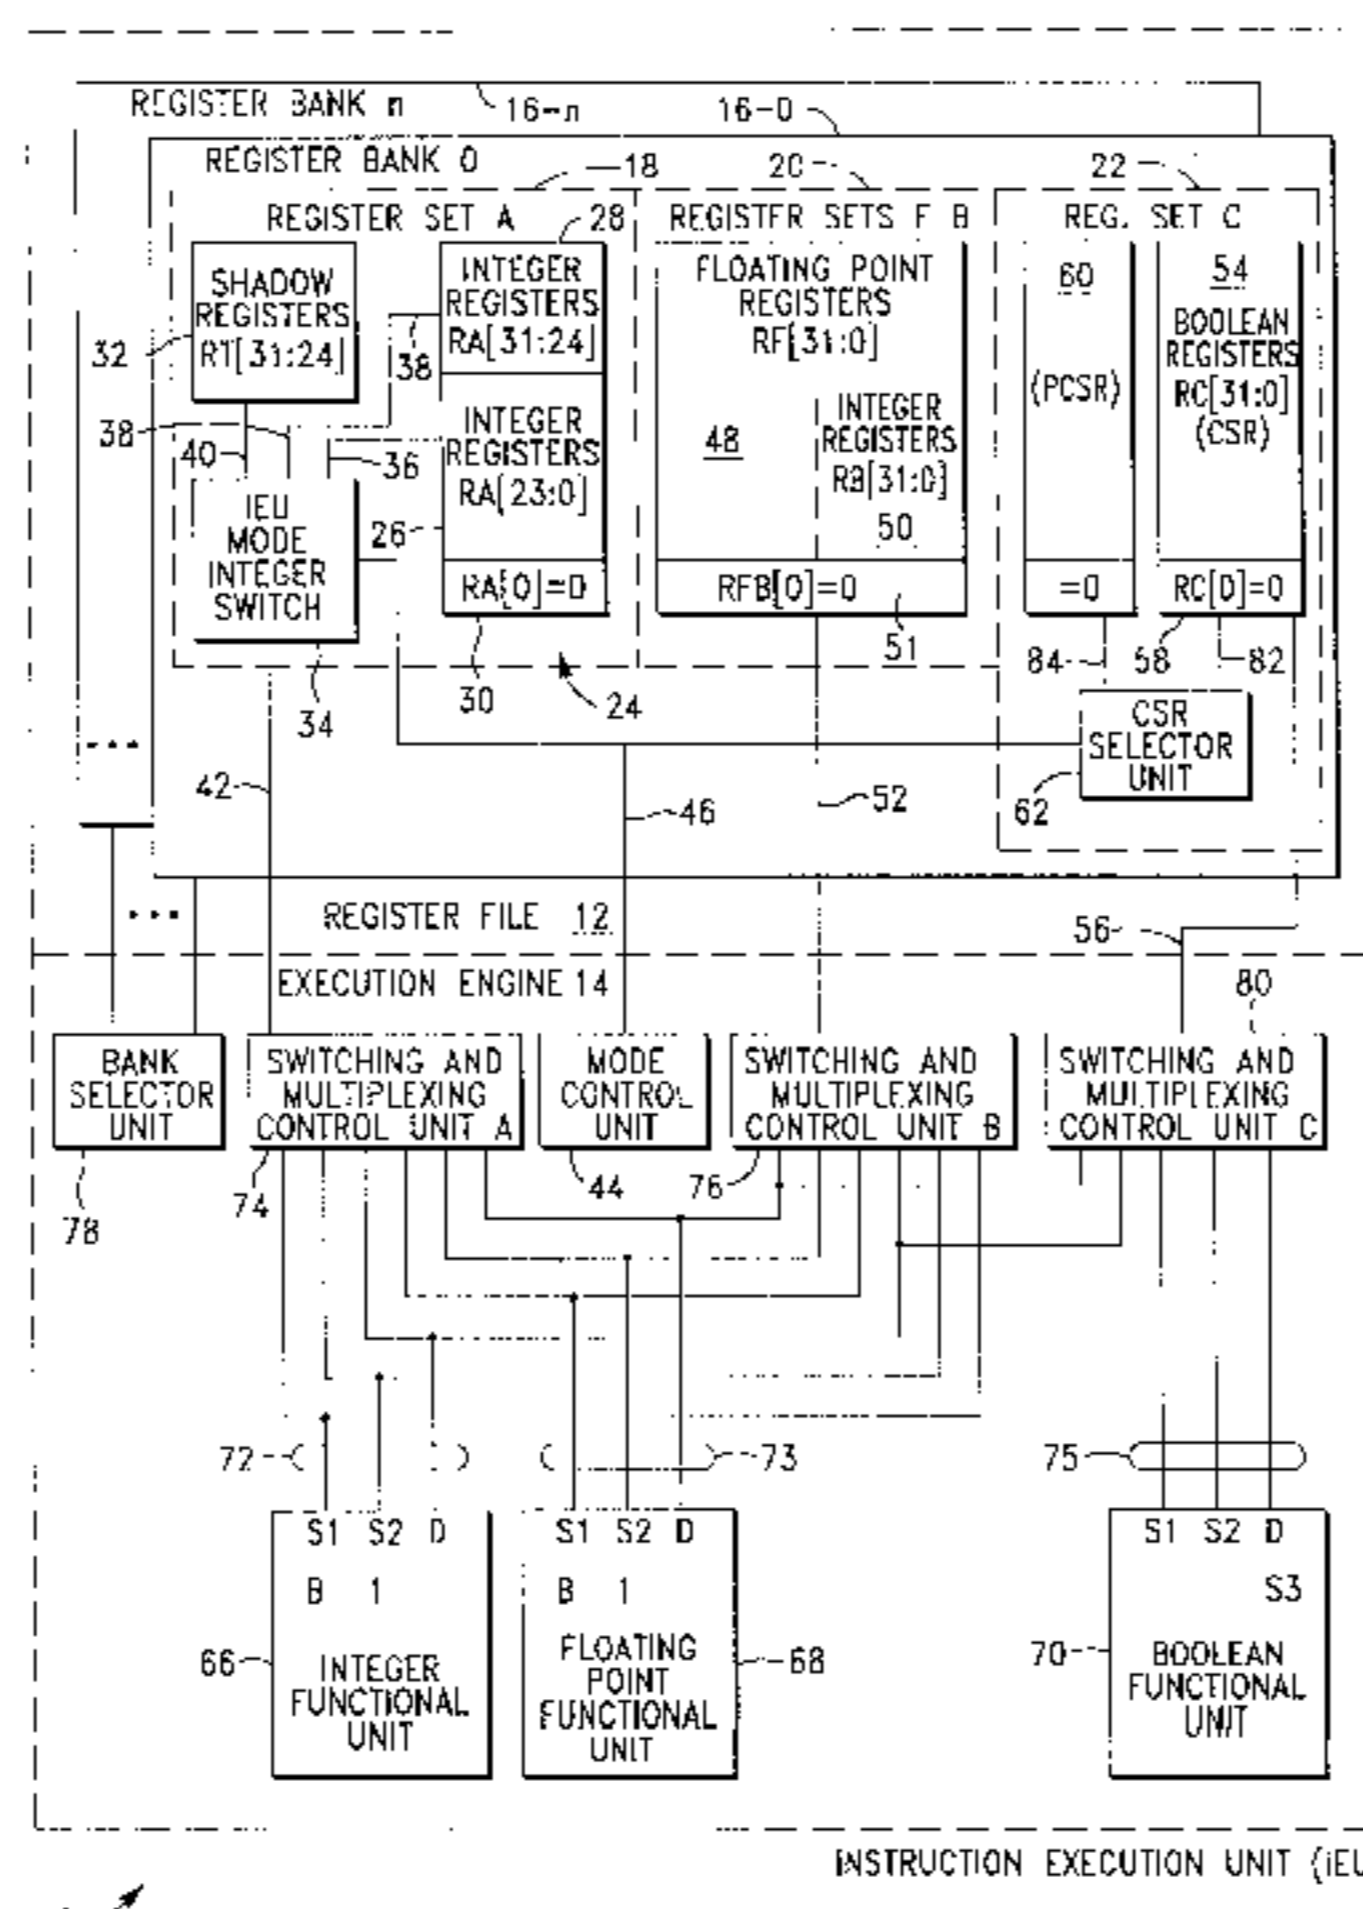 REGISTER BANK n
16-n
16-0
REGISTER BANK 0
18
20
22
REGISTER SET A
REGISTER SETS F B
REG. SET C
28
SHADOW
REGISTERS
RT[31:24]
32
INTEGER
REGISTERS
RA[31:24]
38
FLOATING POINT
REGISTERS
RF[31:0]
60
(PCSR)
54
BOOLEAN
REGISTERS
RC[31:0]
(CSR)
38
40
36
INTEGER
REGISTERS
RA[23:0]
48
INTEGER
REGISTERS
RB[31:0]
50
IEU
MODE
INTEGER
SWITCH
26
RA[0]=0
RFB[0]=0
=0
RC[0]=0
51
84
58
82
34
30
24
CSR
SELECTOR
UNIT
42
46
52
62
REGISTER FILE 12
56
EXECUTION ENGINE 14
80
BANK
SELECTOR
UNIT
SWITCHING AND
MULTIPLEXING
CONTROL UNIT A
MODE
CONTROL
UNIT
SWITCHING AND
MULTIPLEXING
CONTROL UNIT B
SWITCHING AND
MULTIPLEXING
CONTROL UNIT C
78
74
44
76
72
73
75
S1 S2 D
B 1
INTEGER
FUNCTIONAL
UNIT
66
S1 S2 D
B 1
FLOATING
POINT
FUNCTIONAL
UNIT
68
S1 S2 D
S3
BOOLEAN
FUNCTIONAL
UNIT
70
INSTRUCTION EXECUTION UNIT (IEU